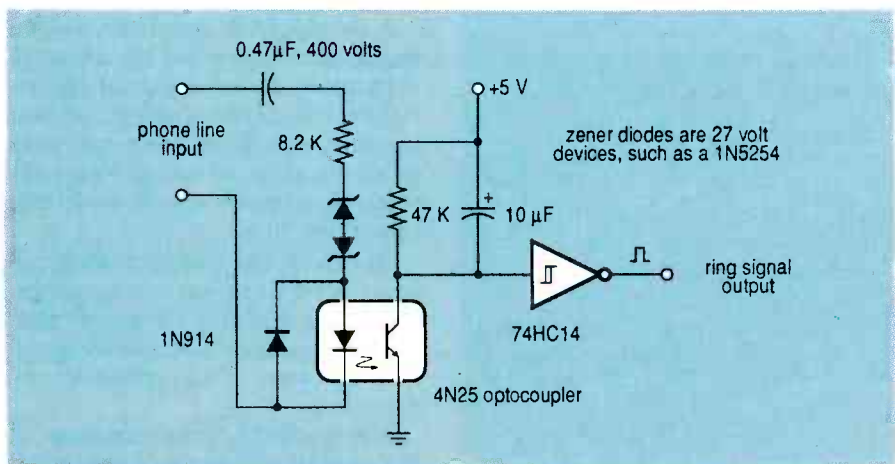 0.47µF, 400 volts
+5 V
phone line
input
8.2 K
zener diodes are 27 volt
devices, such as a 1N5254
+
47 K
10 µF
ring signal
output
1N914
74HC14
4N25 optocoupler